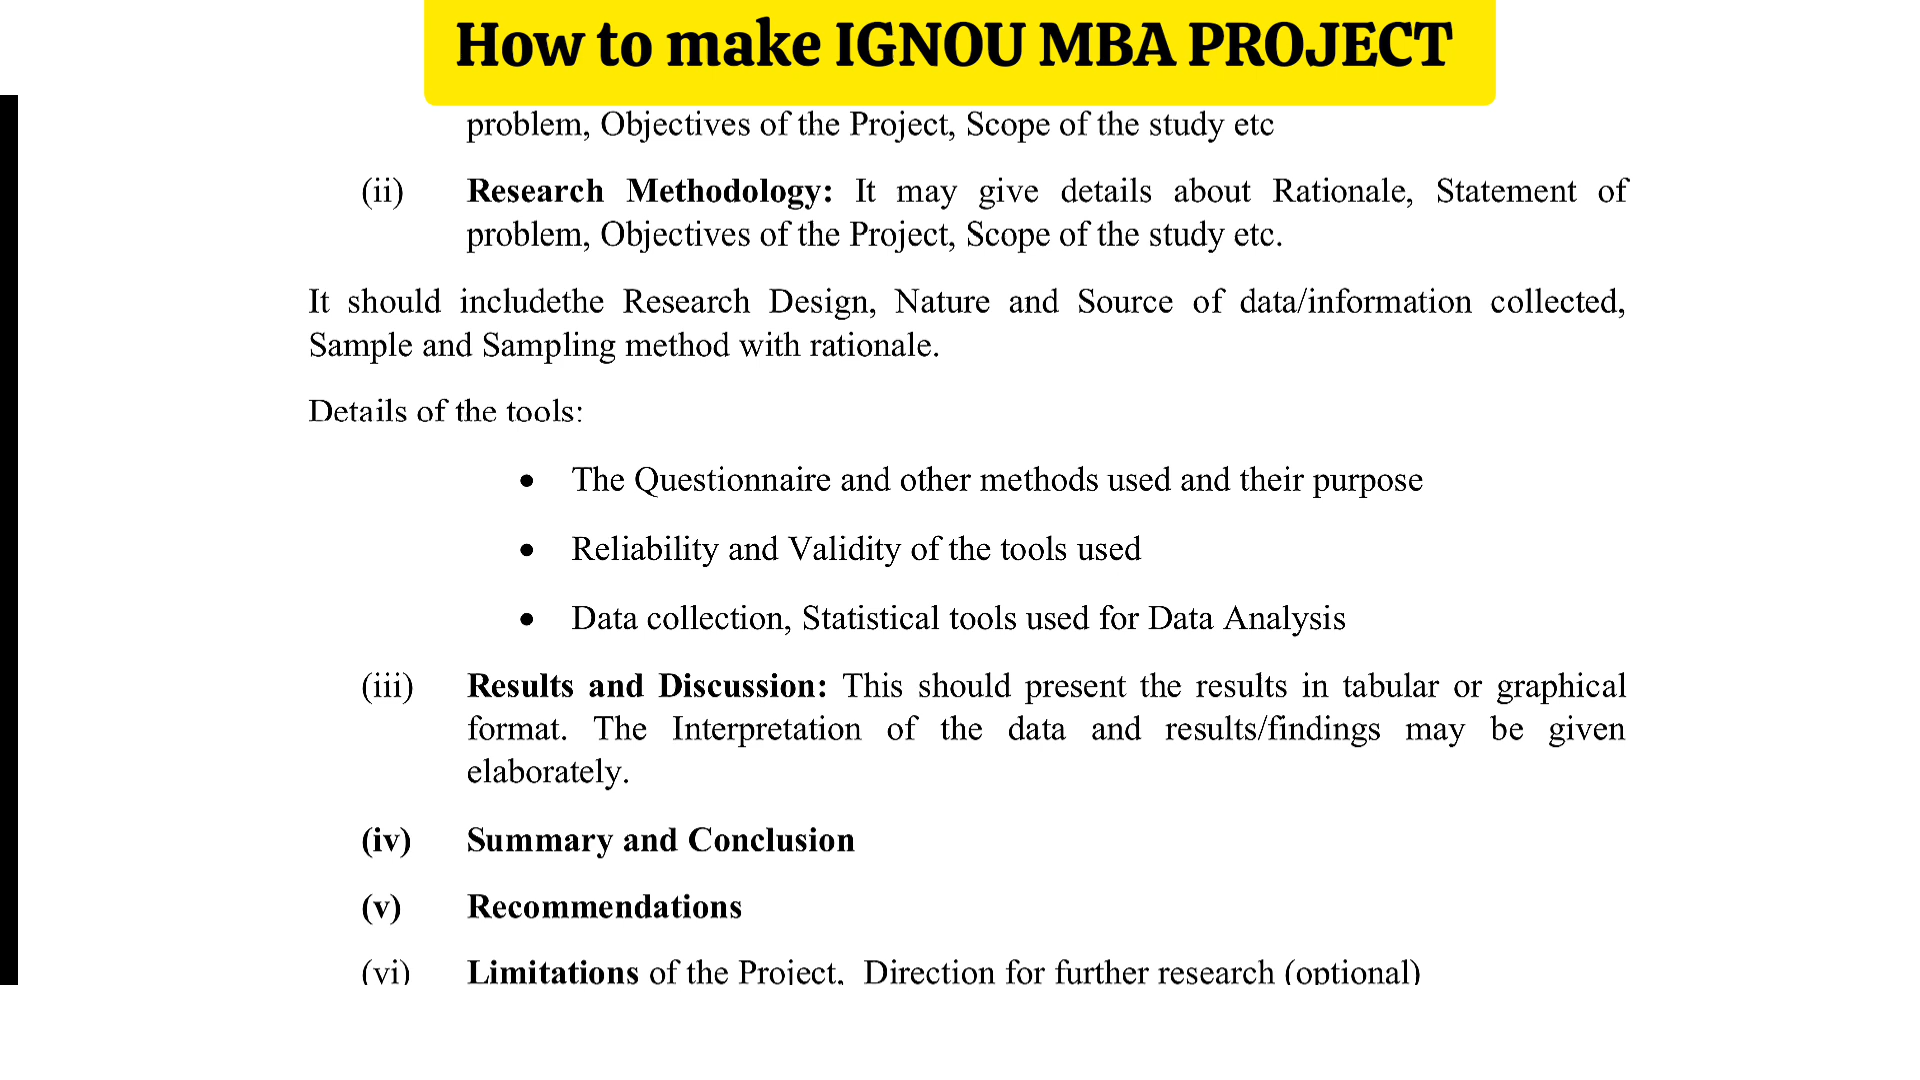 How to make IGNOU MBA PROJECT
problem, Objectives of the Project, Scope of the study etc
(ii) Research Methodology: It may give details about Rationale, Statement of
problem, Objectives of the Project, Scope of the study etc.
It should includethe Research Design, Nature and Source of data/information collected,
Sample and Sampling method with rationale.
Details of the tools:
• The Questionnaire and other methods used and their purpose
• Reliability and Validity of the tools used
• Data collection, Statistical tools used for Data Analysis
(iii) Results and Discussion: This should present the results in tabular or graphical
format. The Interpretation of the data and results/findings may be given
elaborately.
(iv) Summary and Conclusion
(v) Recommendations
(vi) Limitations of the Project, Direction for further research (optional)